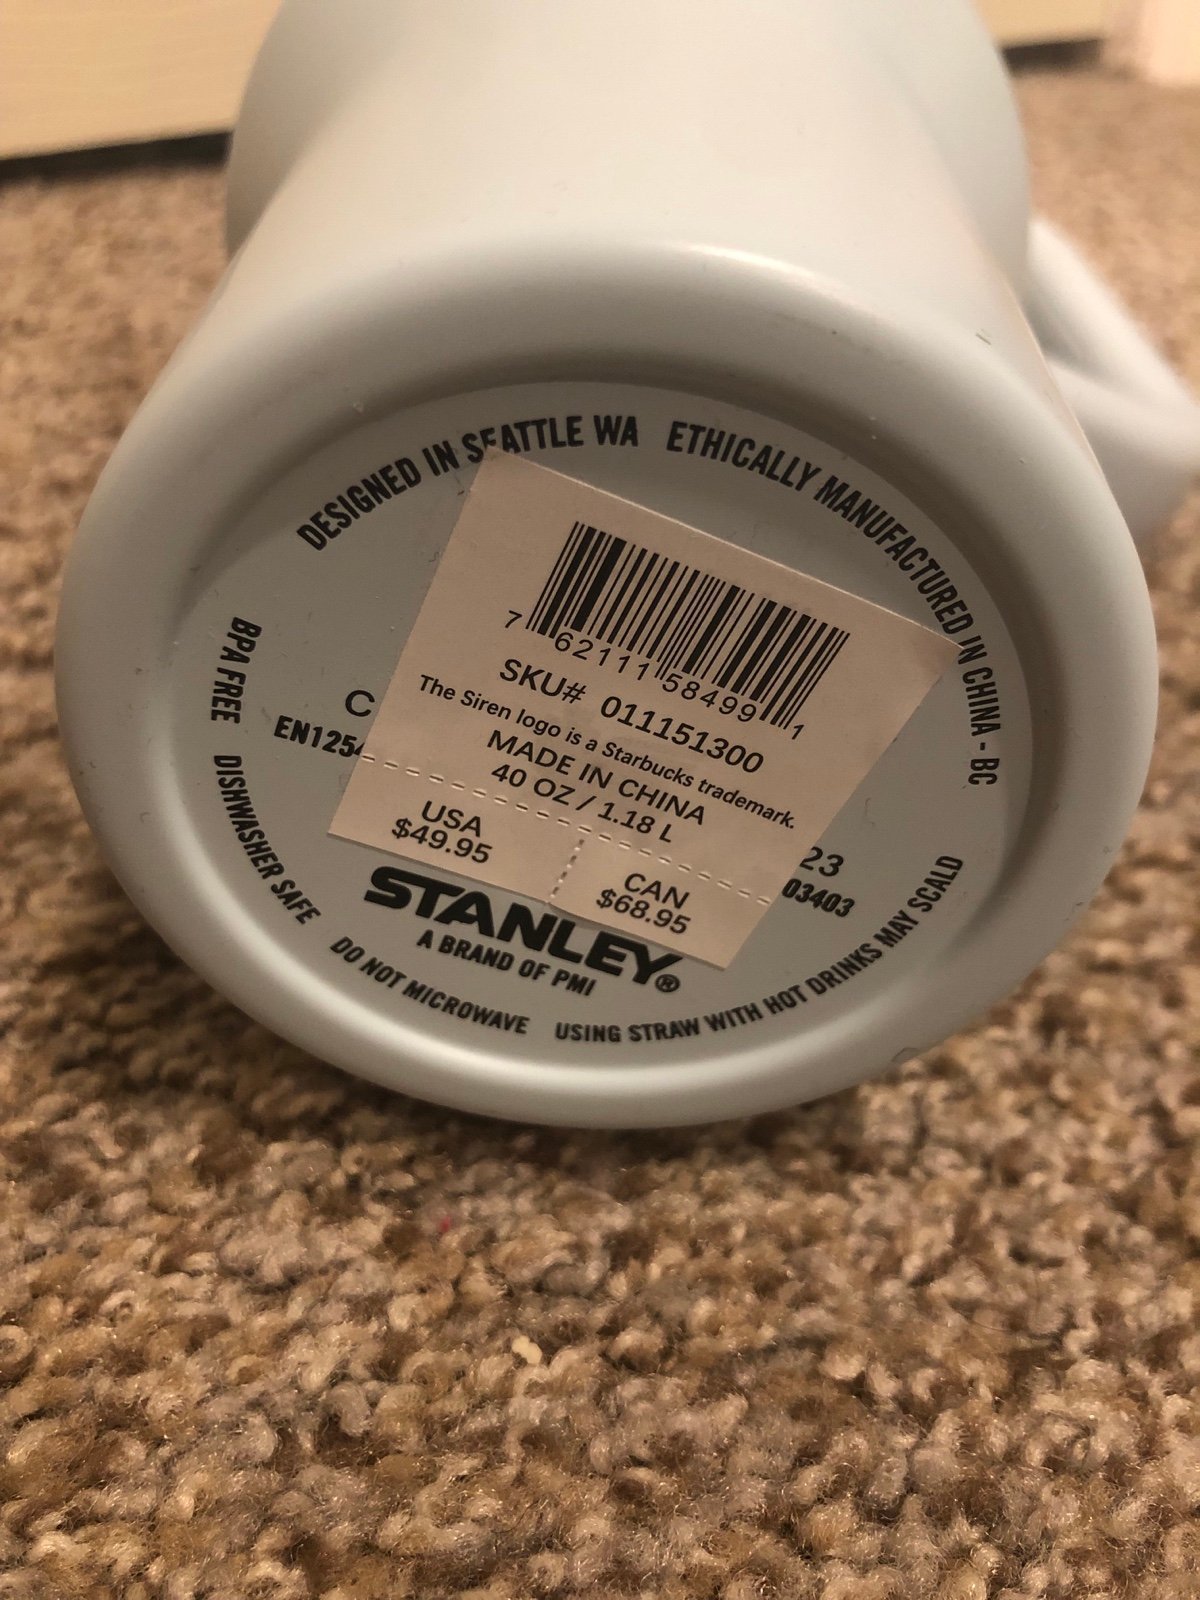 DESIGNED IN SEATTLE WA
ETHICALLY MANUFACTURED IN CHINA - BC
7 62111 58499 1
SKU# 011151300
The Siren logo is a Starbucks trademark.
MADE IN CHINA
40 OZ / 1.18 L
USA
$49.95
CAN
$68.95
BPA FREE
C
EN1254
23
03403
STANLEY®
A BRAND OF PMI
DISHWASHER SAFE
DO NOT MICROWAVE
USING STRAW WITH HOT DRINKS MAY SCALD